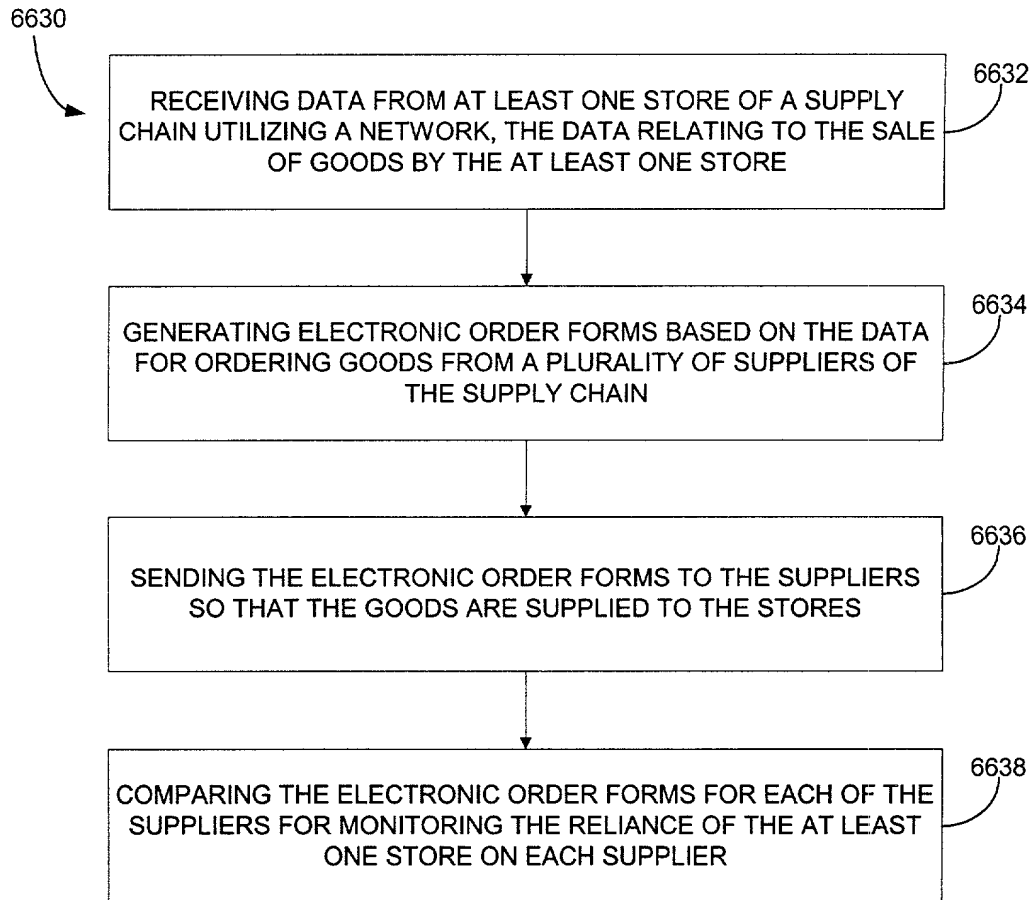 6630
6632
RECEIVING DATA FROM AT LEAST ONE STORE OF A SUPPLY
CHAIN UTILIZING A NETWORK, THE DATA RELATING TO THE SALE
OF GOODS BY THE AT LEAST ONE STORE
6634
GENERATING ELECTRONIC ORDER FORMS BASED ON THE DATA
FOR ORDERING GOODS FROM A PLURALITY OF SUPPLIERS OF
THE SUPPLY CHAIN
6636
SENDING THE ELECTRONIC ORDER FORMS TO THE SUPPLIERS
SO THAT THE GOODS ARE SUPPLIED TO THE STORES
6638
COMPARING THE ELECTRONIC ORDER FORMS FOR EACH OF THE
SUPPLIERS FOR MONITORING THE RELIANCE OF THE AT LEAST
ONE STORE ON EACH SUPPLIER